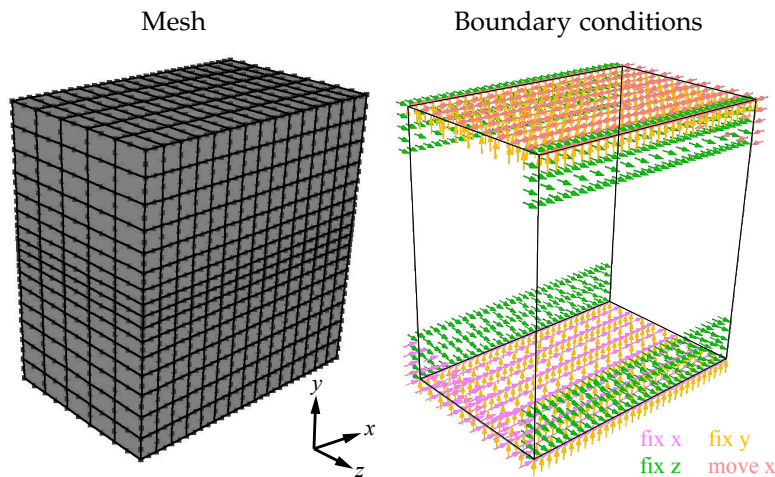 Mesh
Boundary conditions
y
x
z
fix x fix y
fix z move x